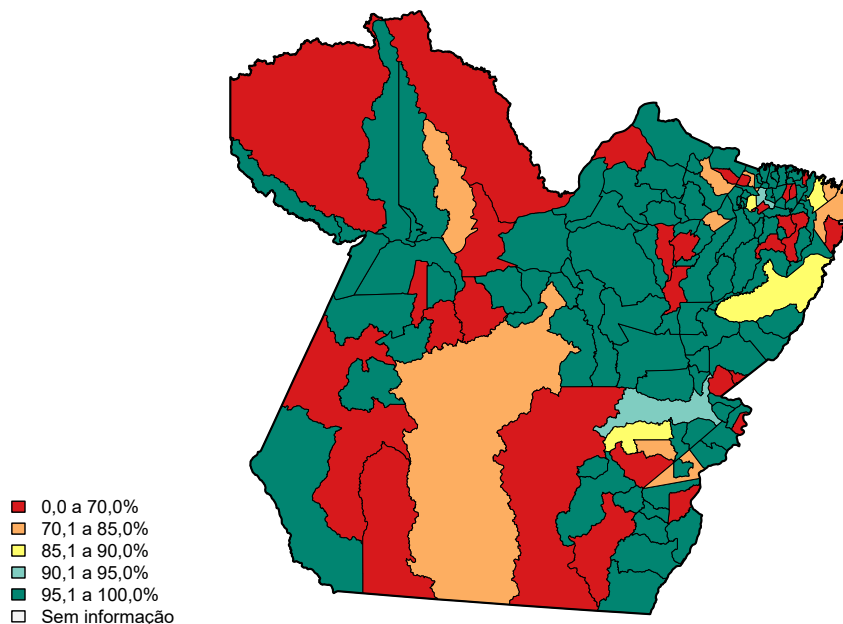 0,0 a 70,0%
70,1 a 85,0%
85,1 a 90,0%
90,1 a 95,0%
95,1 a 100,0%
Sem informação